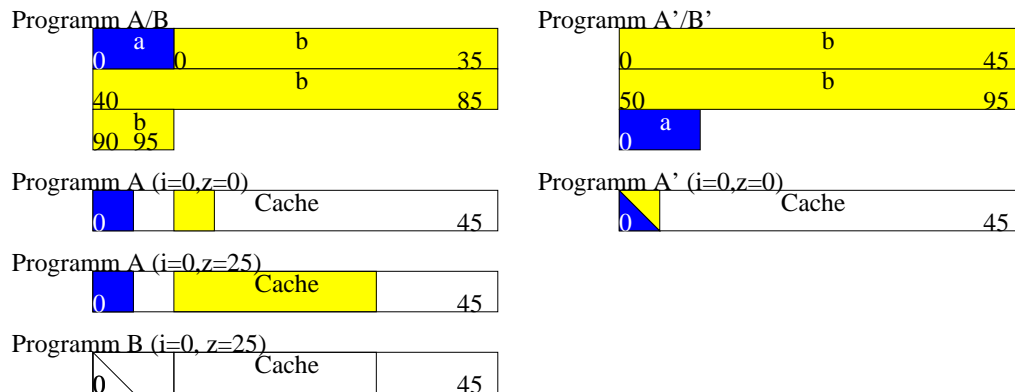 Programm A/B
a b
0 0 35
b
40 85
b
90 95
Programm A (i=0,z=0)
Cache
0 45
Programm A (i=0,z=25)
Cache
0 45
Programm B (i=0, z=25)
Cache
0 45
Programm A'/B'
b
0 45
b
50 95
a
0
Programm A' (i=0,z=0)
Cache
0 45